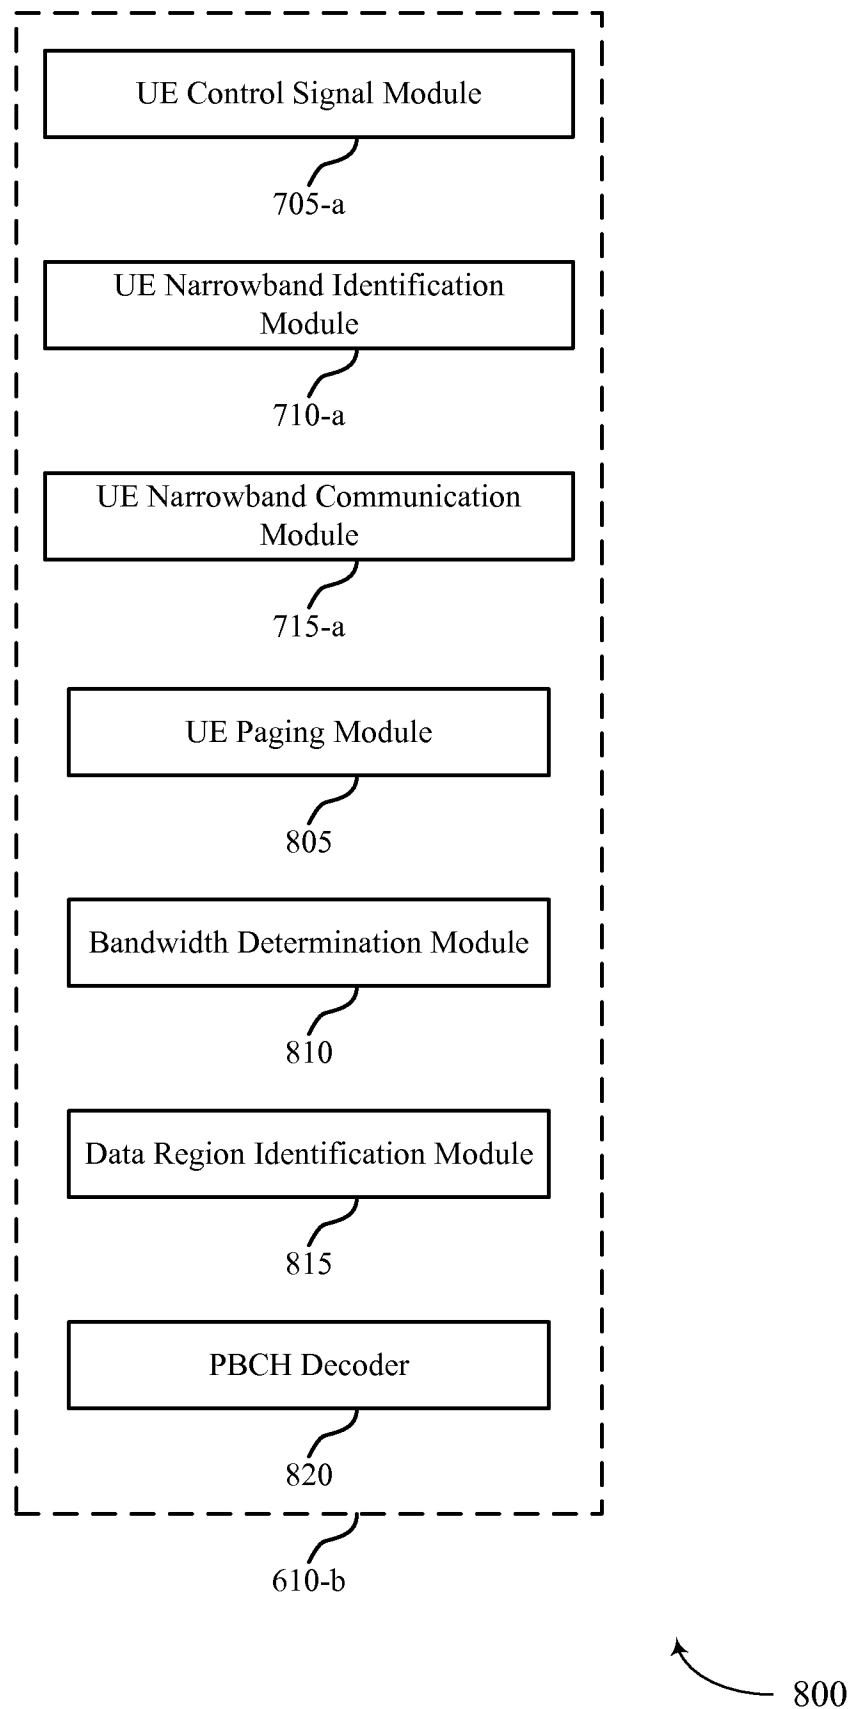 UE Control Signal Module
705-a
UE Narrowband Identification
Module
710-a
UE Narrowband Communication
Module
715-a
UE Paging Module
805
Bandwidth Determination Module
810
Data Region Identification Module
815
PBCH Decoder
820
610-b
800